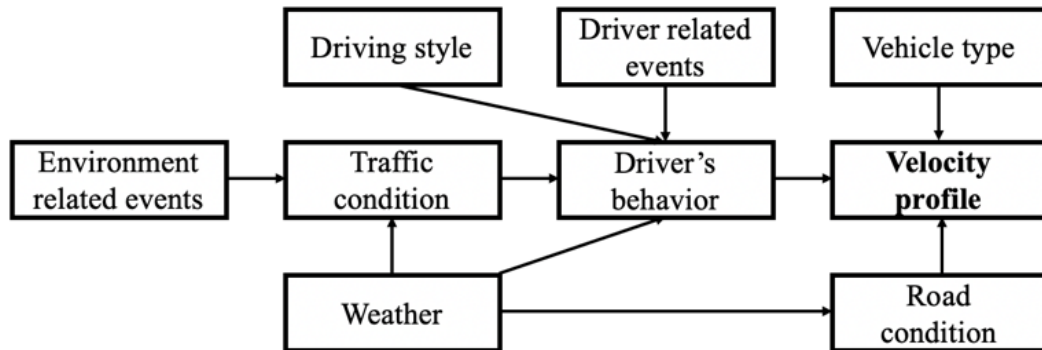 Driving style
Driver related
events
Vehicle type
Environment
related events
Traffic
condition
Driver's
behavior
Velocity
profile
Weather
Road
condition